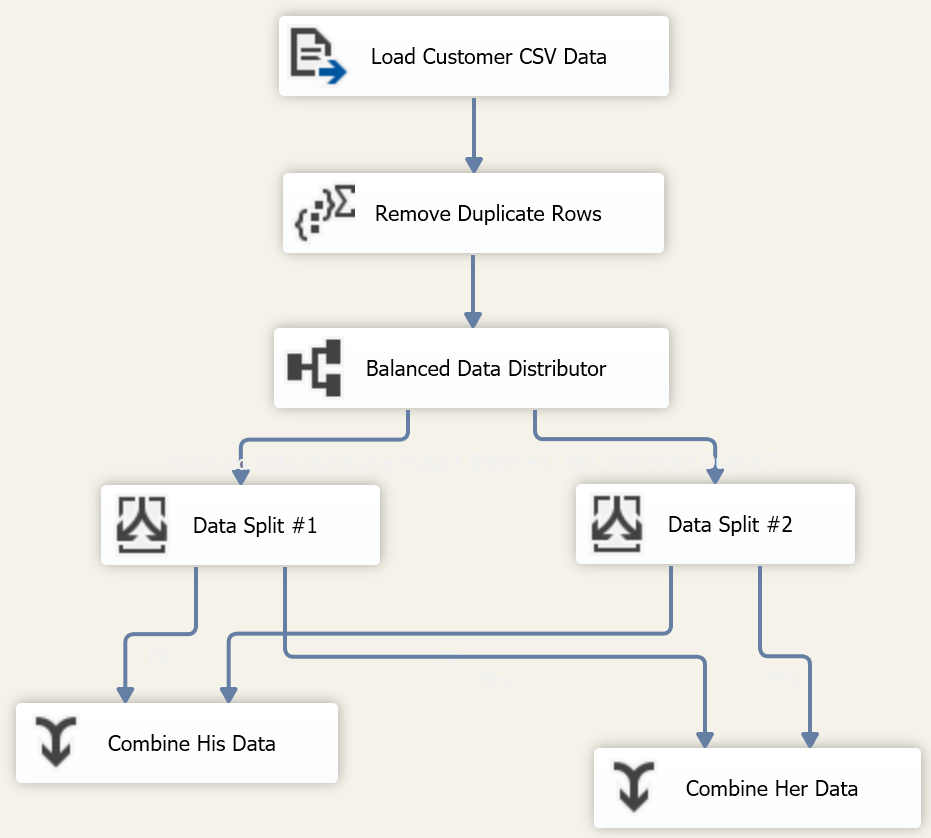 Load Customer CSV Data
Remove Duplicate Rows
Balanced Data Distributor
Data Split #1
Data Split #2
Combine His Data
Combine Her Data